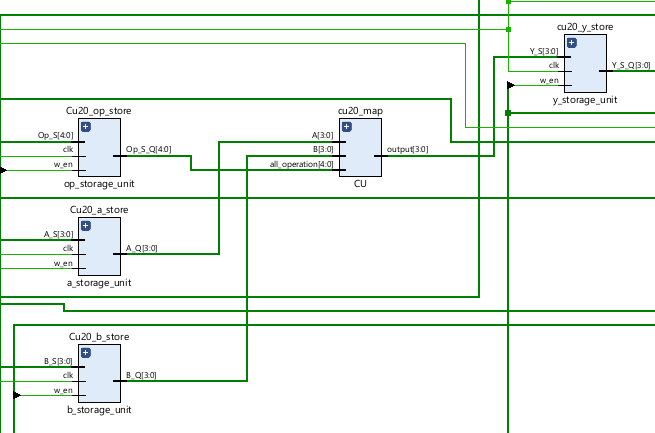 cu20_y_store
Y_S[3:0]
clk
w_en
Y_S_Q[3:0]
y_storage_unit
Cu20_op_store
Op_S[4:0]
clk
w_en
Op_S_Q[4:0]
op_storage_unit
cu20_map
A[3:0]
B[3:0]
all_operation[4:0]
output[3:0]
CU
Cu20_a_store
A_S[3:0]
clk
w_en
A_Q[3:0]
a_storage_unit
Cu20_b_store
B_S[3:0]
clk
w_en
B_Q[3:0]
b_storage_unit